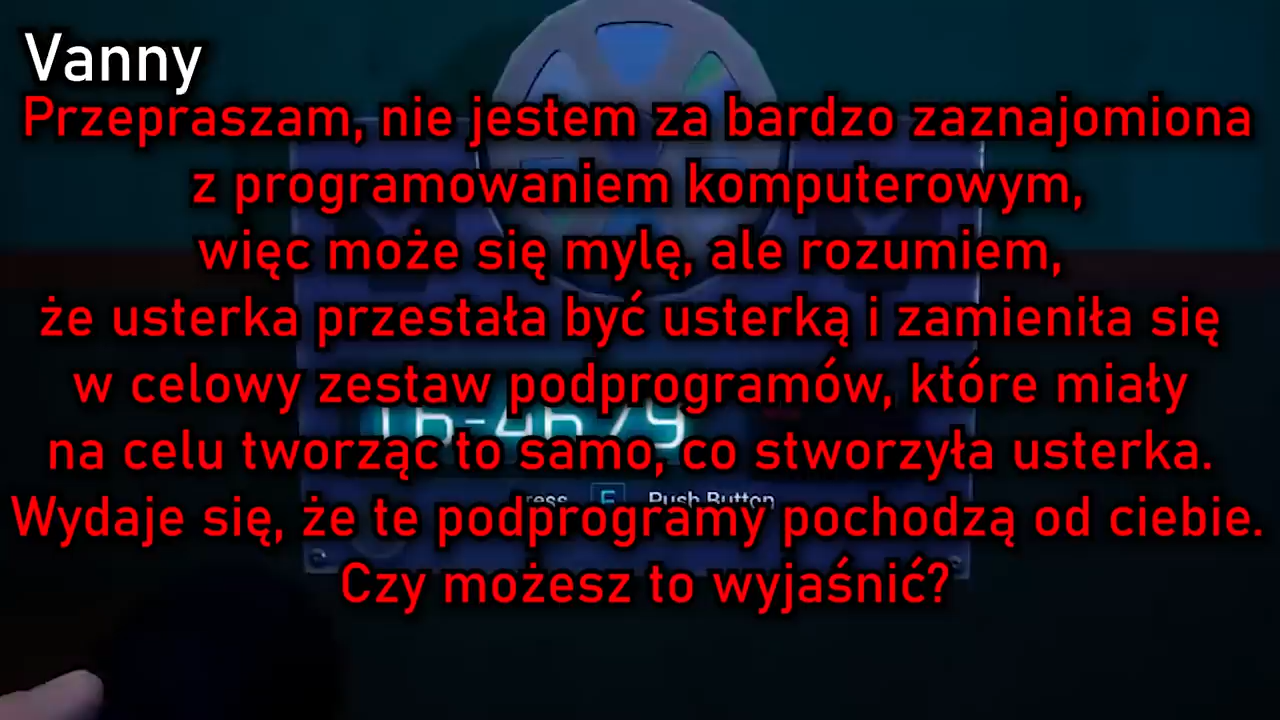 Vanny
Przepraszam, nie jestem za bardzo zaznajomiona
z programowaniem komputerowym,
więc może się mylę, ale rozumiem,
że usterka przestała być usterką i zamieniła się
w celowy zestaw podprogramów, które miały
na celu tworząc to samo, co stworzyła usterka.
Wydaje się, że te podprogramy pochodzą od ciebie.
Czy możesz to wyjaśnić?
E Push Button